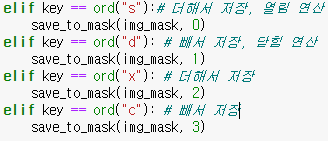 elif key == ord("s"):# 더해서 저장, 열림 연산
save_to_mask(img_mask, 0)
elif key == ord("d"): # 빼서 저장, 닫힘 연산
save_to_mask(img_mask, 1)
elif key == ord("x"): # 더해서 저장
save_to_mask(img_mask, 2)
elif key == ord("c"): # 빼서 저장
save_to_mask(img_mask, 3)